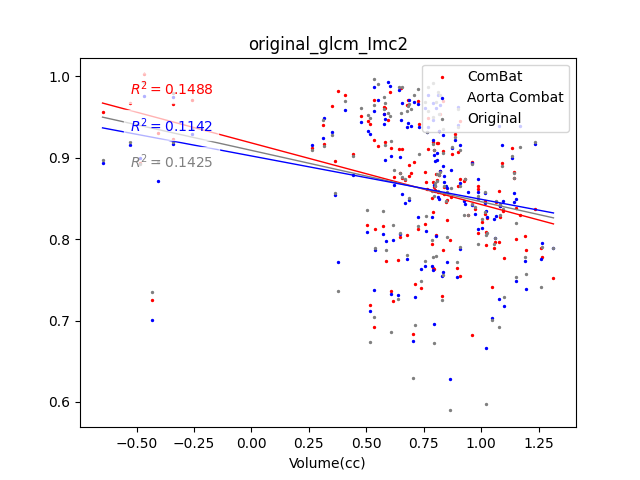 original_glcm_Imc2
ComBat
Aorta Combat
Original
R² = 0.1488
R² = 0.1142
R² = 0.1425
1.0
0.9
0.8
0.7
0.6
−0.50 −0.25 0.00 0.25 0.50 0.75 1.00 1.25
Volume(cc)